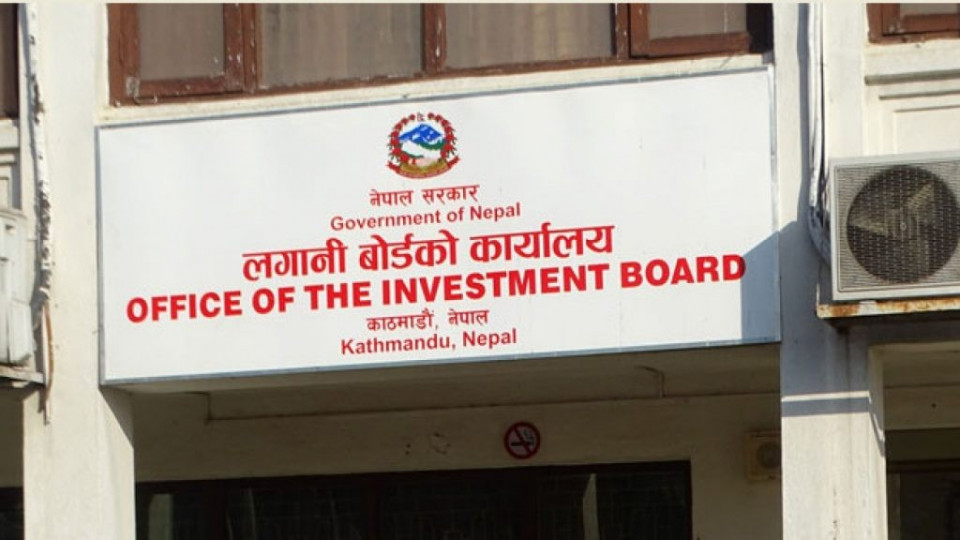 नेपाल सरकार
Government of Nepal
लगानी बोर्डको कार्यालय
OFFICE OF THE INVESTMENT BOARD
काठमाडौं, नेपाल
Kathmandu, Nepal